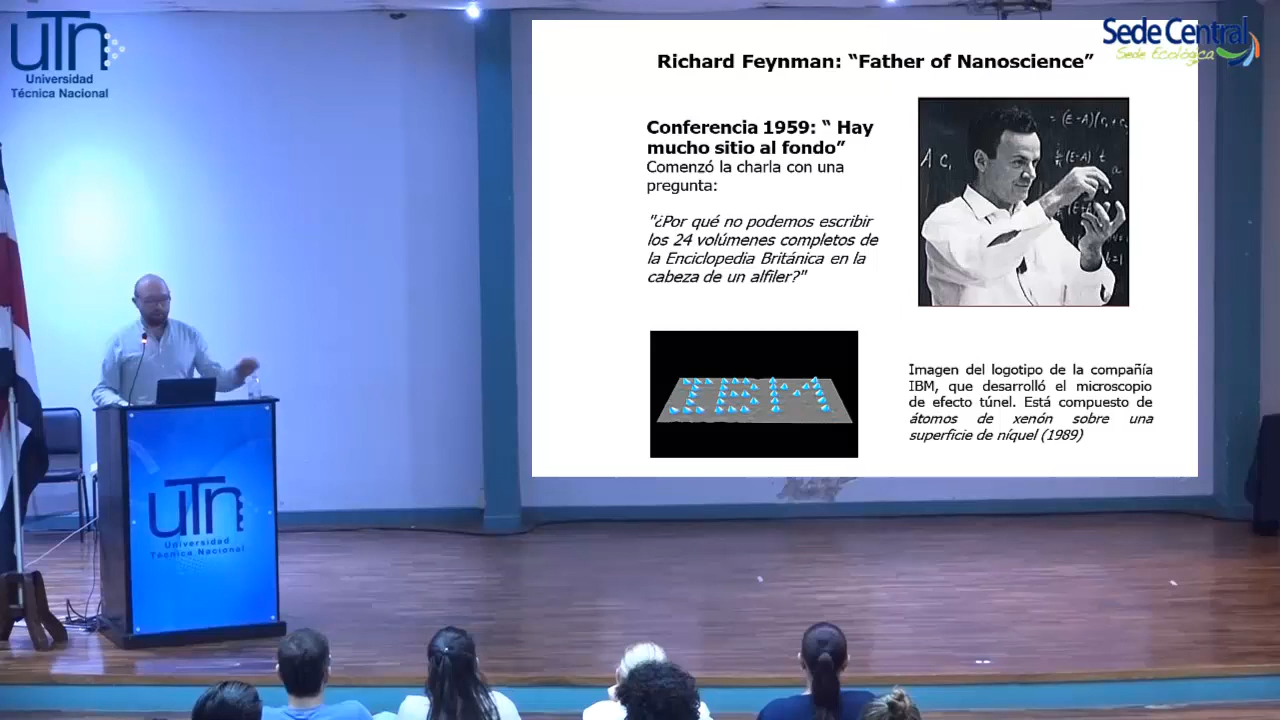 uTn
Universidad
Técnica Nacional
Sede Central
Sede Ecológica
Richard Feynman: “Father of Nanoscience”
Conferencia 1959: “ Hay
mucho sitio al fondo”
Comenzó la charla con una
pregunta:
"¿Por qué no podemos escribir
los 24 volúmenes completos de
la Enciclopedia Británica en la
cabeza de un alfiler?"
IBM
Imagen del logotipo de la compañía
IBM, que desarrolló el microscopio
de efecto túnel. Está compuesto de
átomos de xenón sobre una
superficie de níquel (1989)
uTn
Universidad
Técnica Nacional